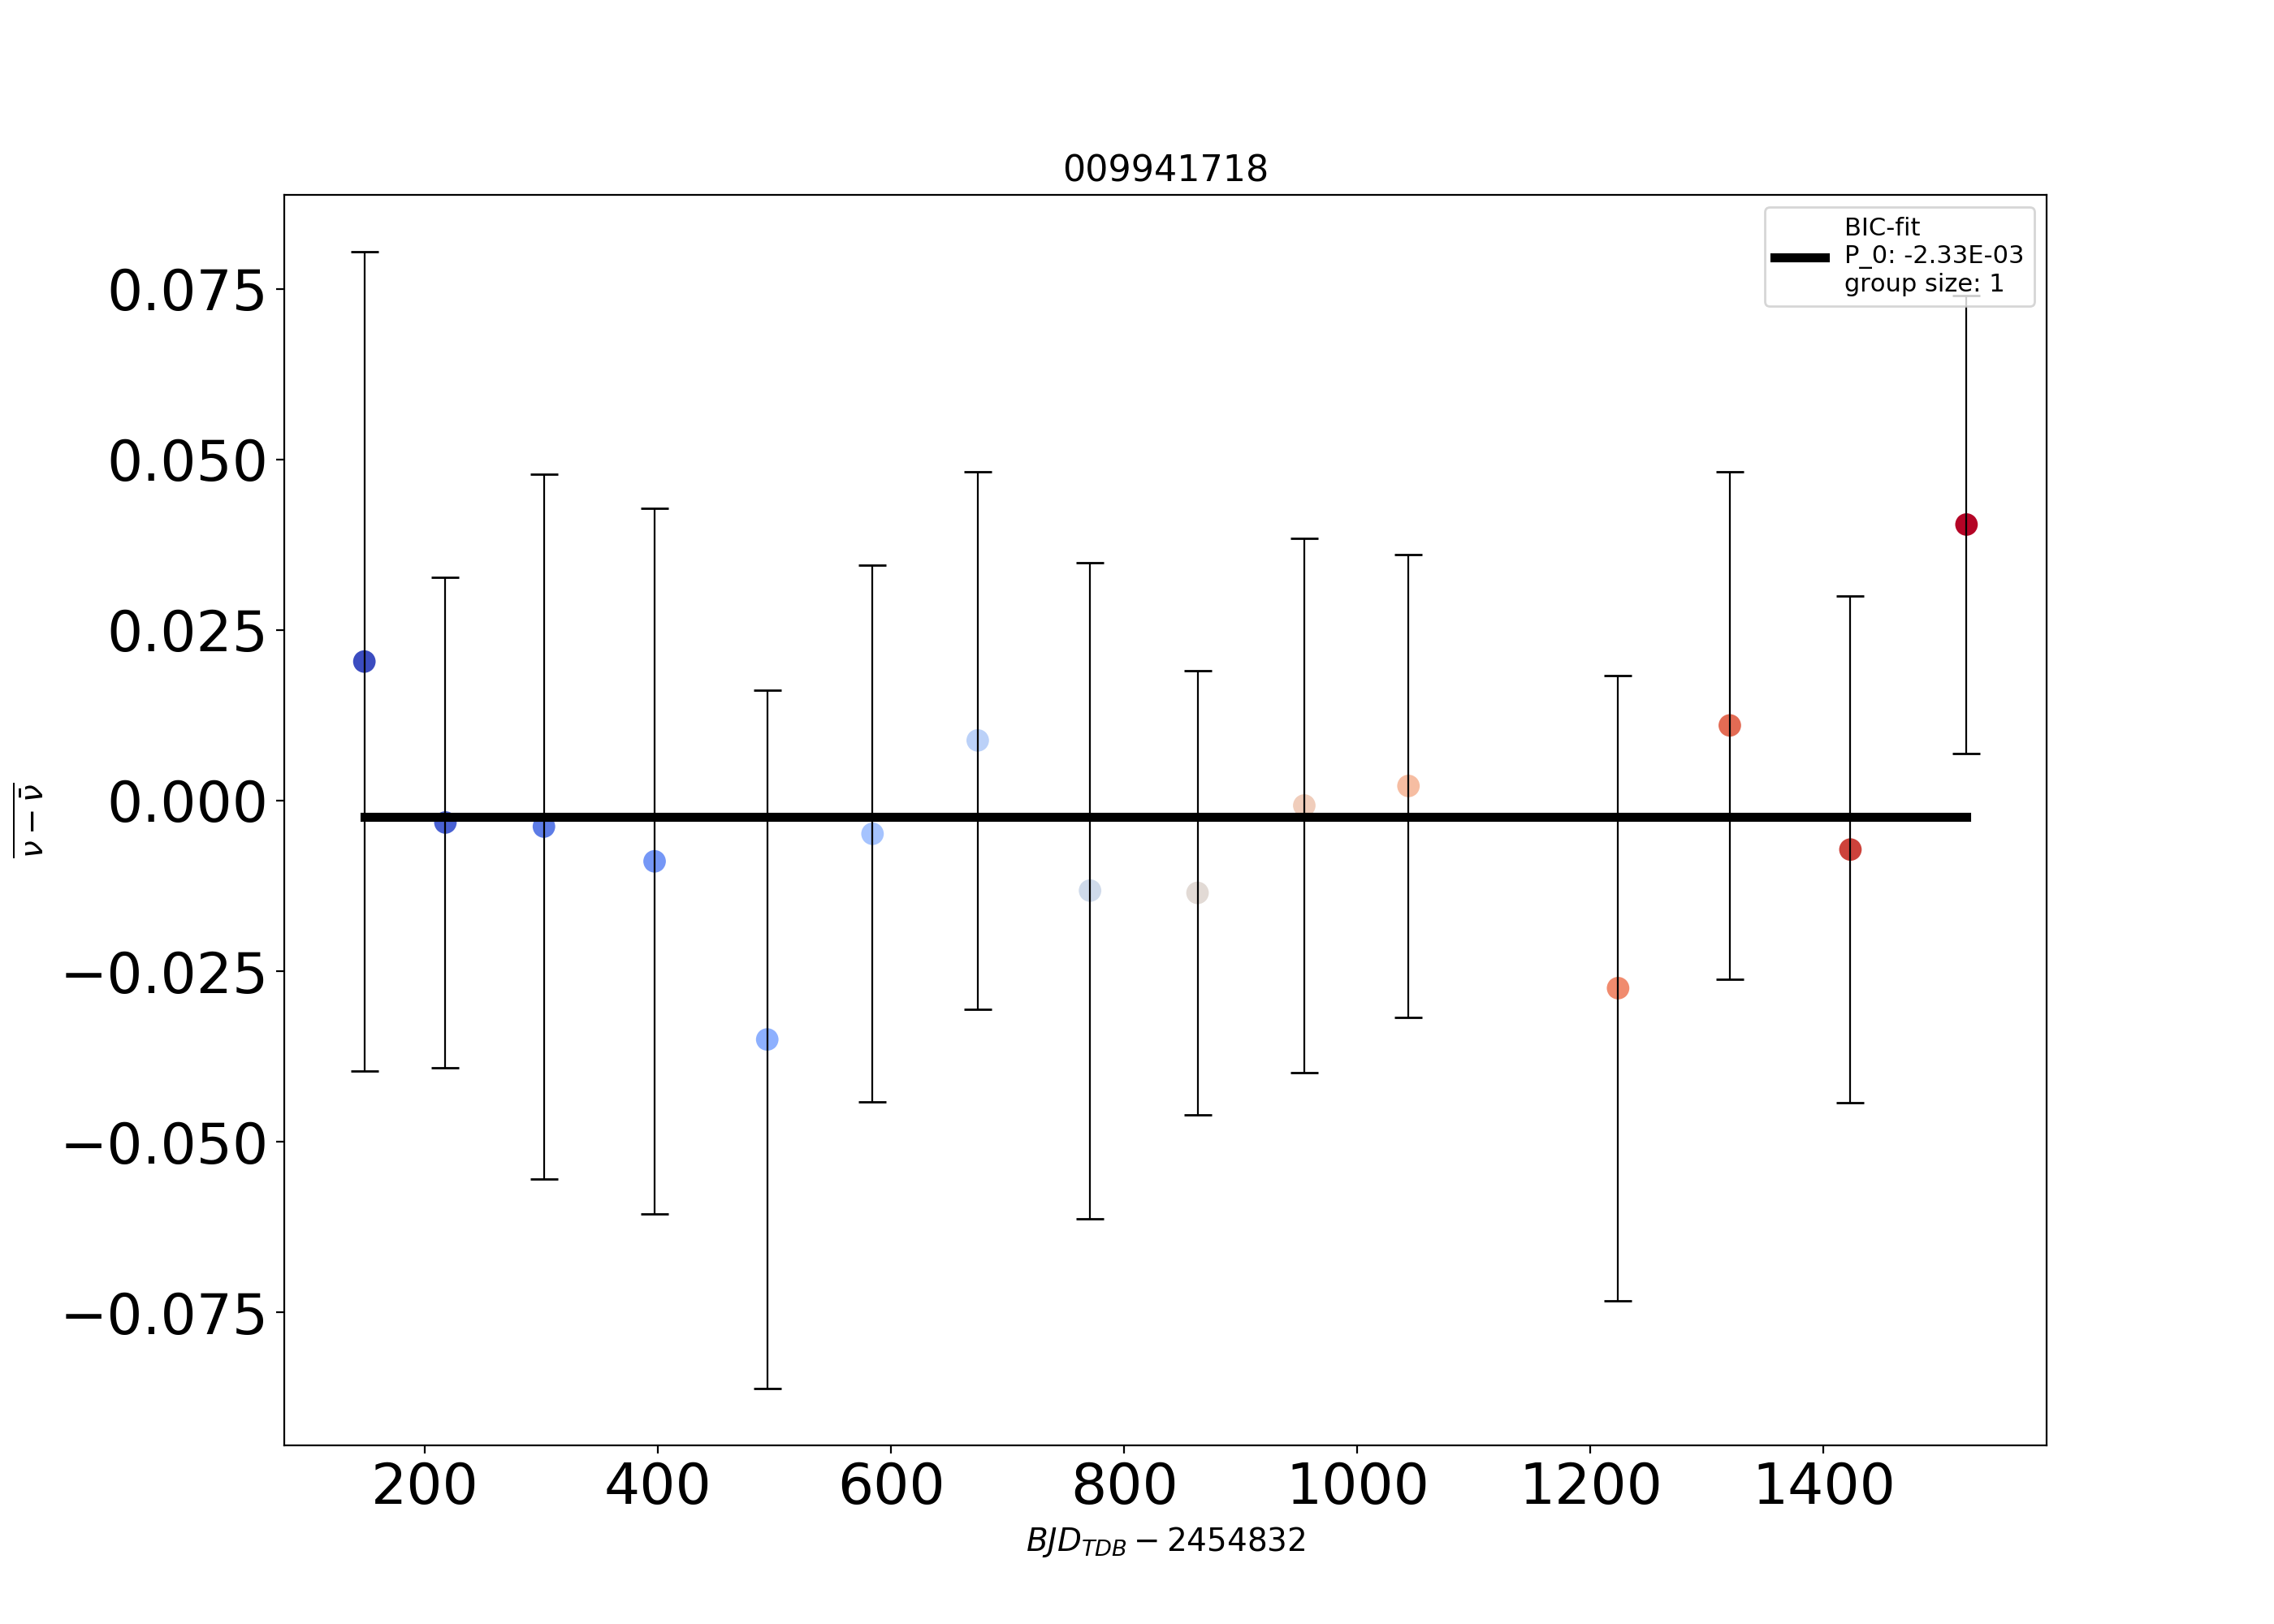 009941718
BIC-fit
P_0: -2.33E-03
group size: 1
0.075
0.050
0.025
0.000
−0.025
−0.050
−0.075
200 400 600 800 1000 1200 1400
BJD_TDB − 2454832
ν − ν̄